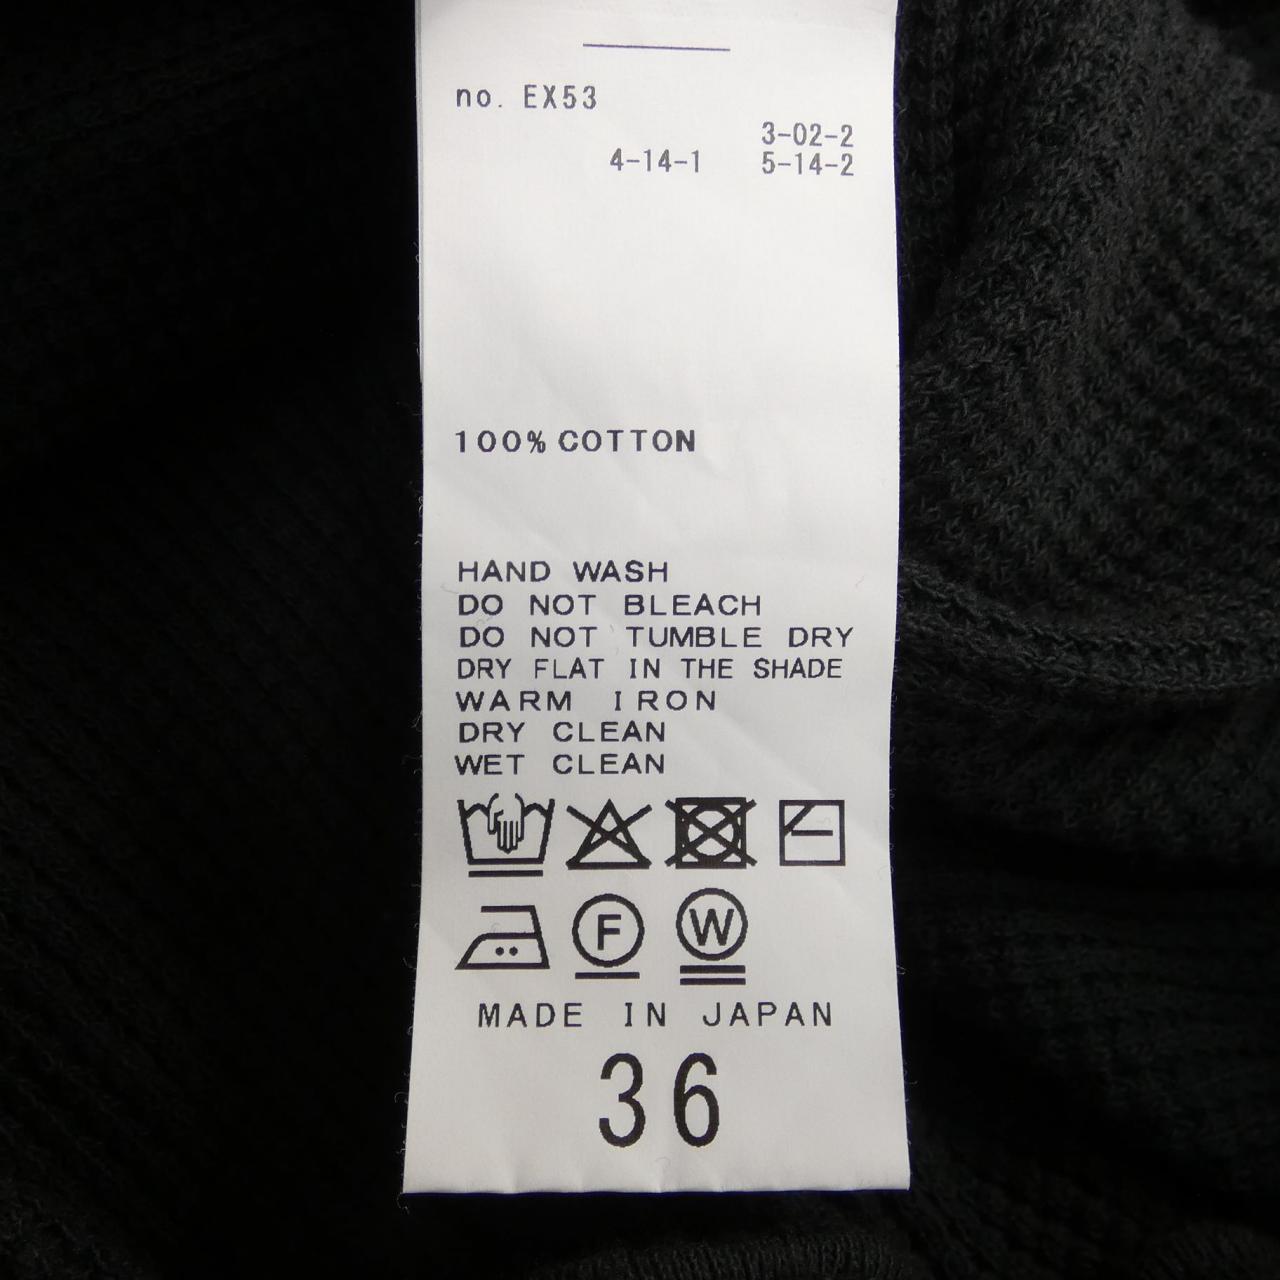 no. EX53
3-02-2
4-14-1 5-14-2
100% COTTON
HAND WASH
DO NOT BLEACH
DO NOT TUMBLE DRY
DRY FLAT IN THE SHADE
WARM IRON
DRY CLEAN
WET CLEAN
F W
MADE IN JAPAN
36